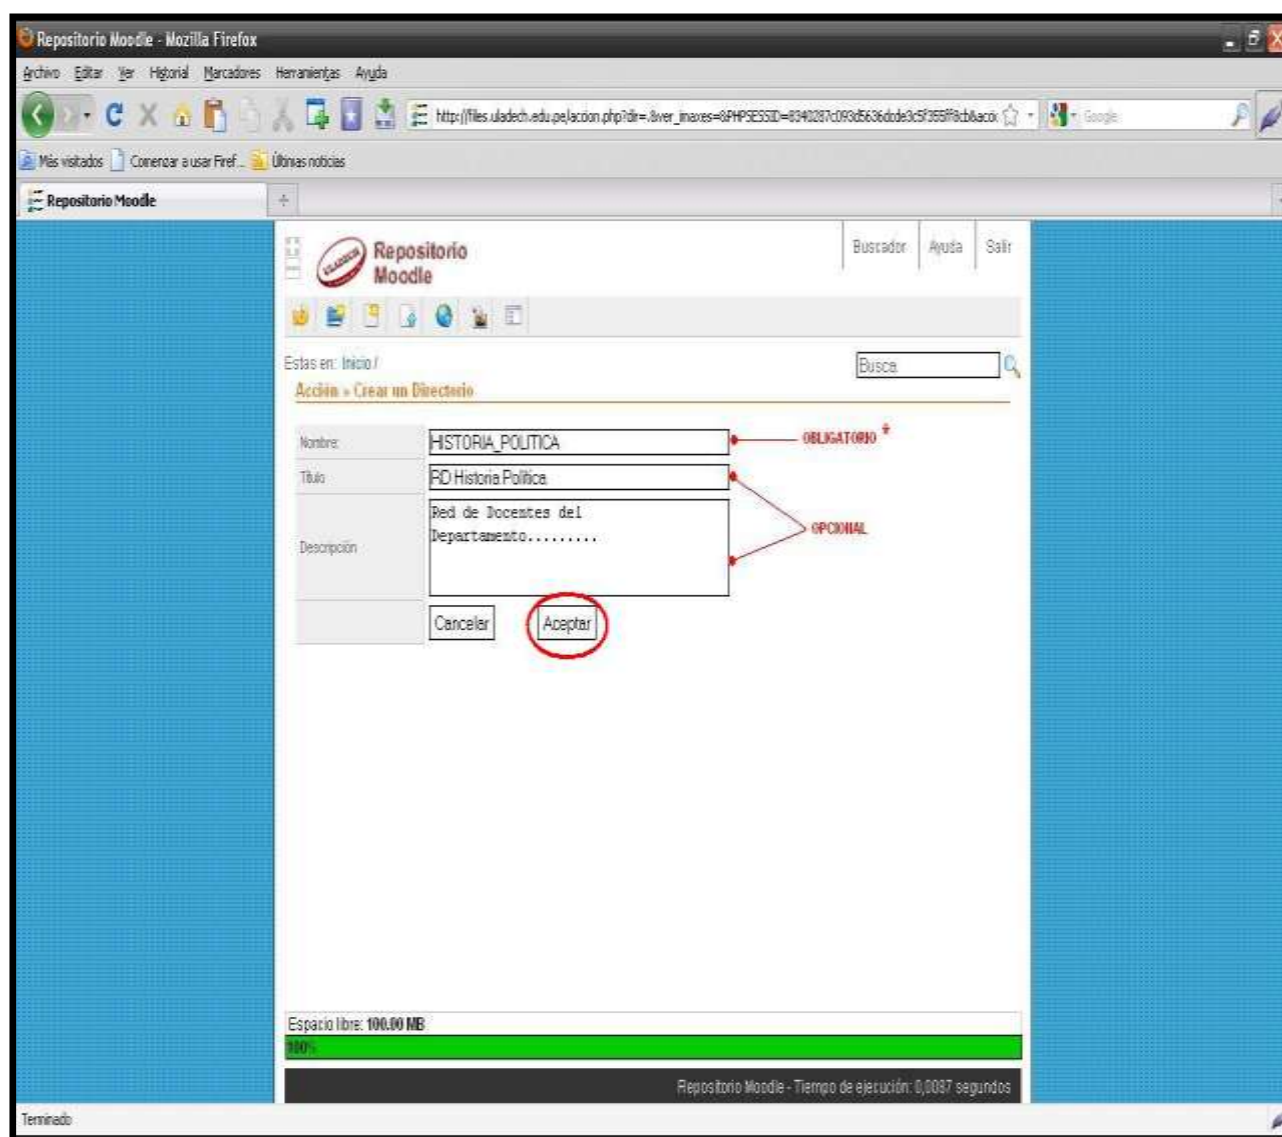 Repositorio Moodle - Mozilla Firefox
Archivo Editar Ver Historial Marcadores Herramientas Ayuda
Google
Más visitados Comenzar a usar Firef... Últimas noticias
Repositorio Moodle
ULADECH
Repositorio
Moodle
Buscador Ayuda Salir
Estas en: Inicio /
Busca
Acción » Crear un Directorio
Nombre: HISTORIA_POLITICA OBLIGATORIO *
Título RD Historia Política
Red de Docentes del
Departamento.........
Descripción
OPCIONAL
Cancelar Aceptar
Espacio libre: 100.00 MB
100%
Repositorio Moodle - Tiempo de ejecución: 0,0087 segundos
Terminado